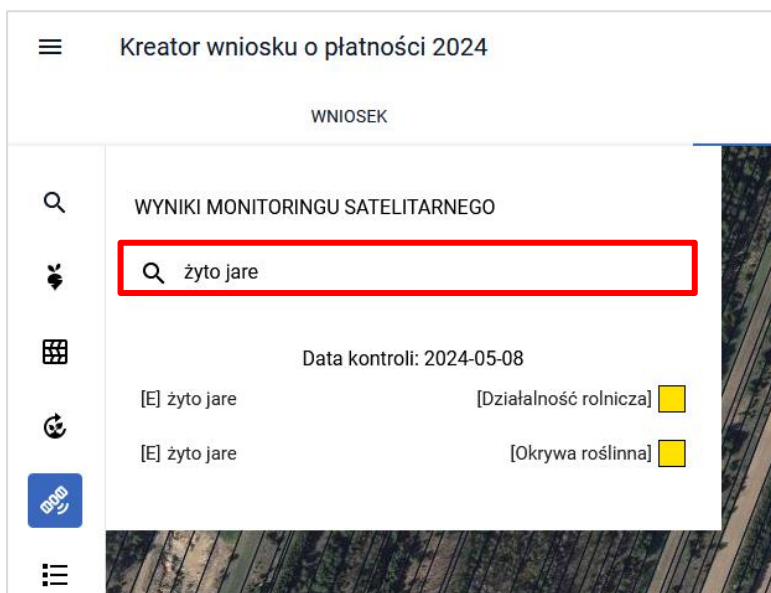 Kreator wniosku o płatności 2024
WNIOSEK
WYNIKI MONITORINGU SATELITARNEGO
żyto jare
Data kontroli: 2024-05-08
[E] żyto jare [Działalność rolnicza]
[E] żyto jare [Okrywa roślinna]